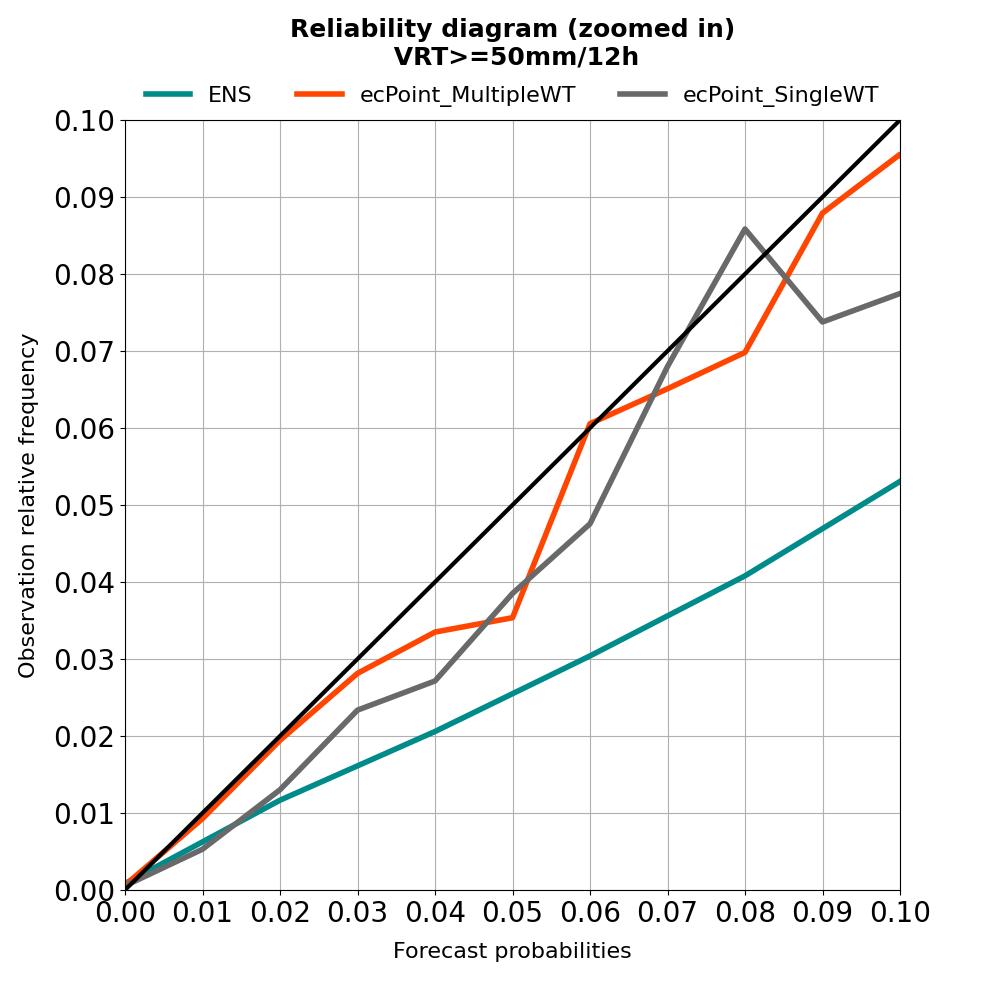 Reliability diagram (zoomed in)
VRT>=50mm/12h
ENS ecPoint_MultipleWT ecPoint_SingleWT
0.10
0.09
0.08
0.07
0.06
0.05
0.04
0.03
0.02
0.01
0.00
Observation relative frequency
0.00 0.01 0.02 0.03 0.04 0.05 0.06 0.07 0.08 0.09 0.10
Forecast probabilities